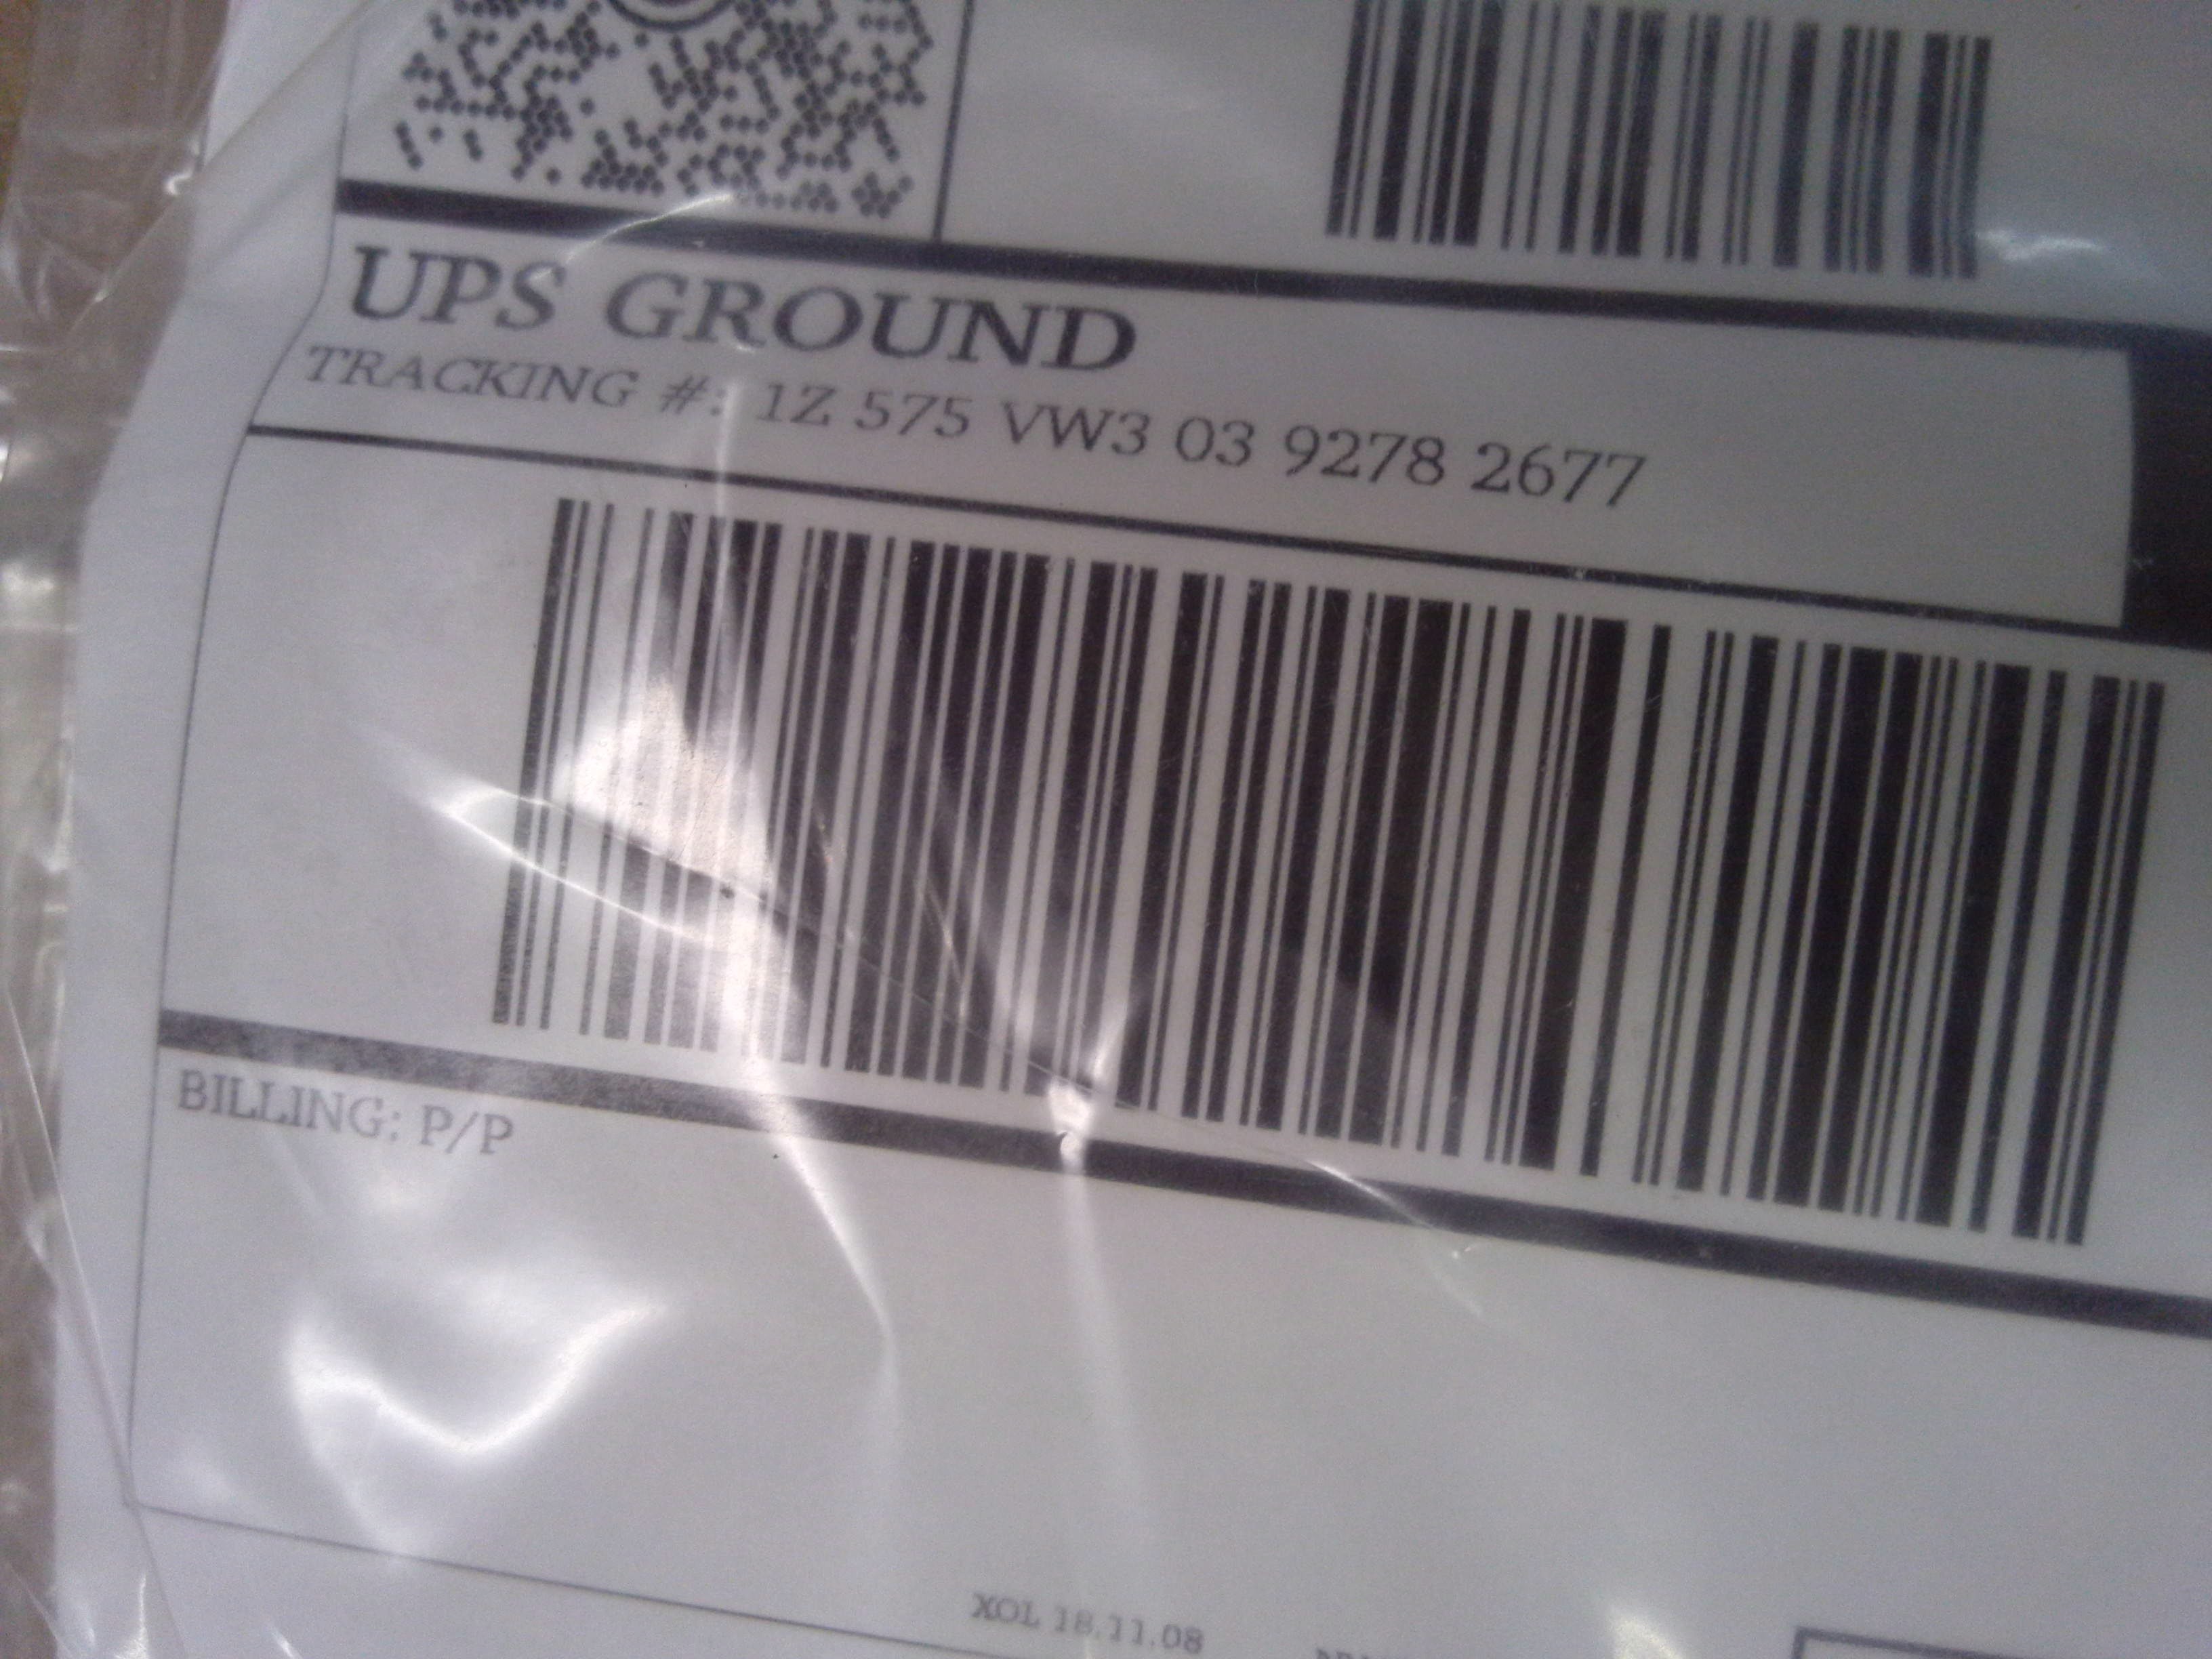 UPS GROUND
TRACKING #: 1Z 575 VW3 03 9278 2677
BILLING: P/P
XOL 18.11.08